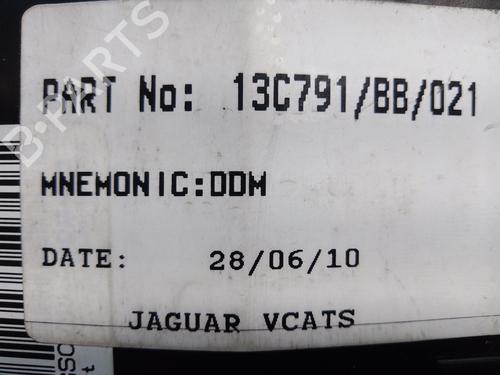 PART No: 13C791/BB/021
MNEMONIC:DDM
DATE: 28/06/10
JAGUAR VCATS
B-PARTS